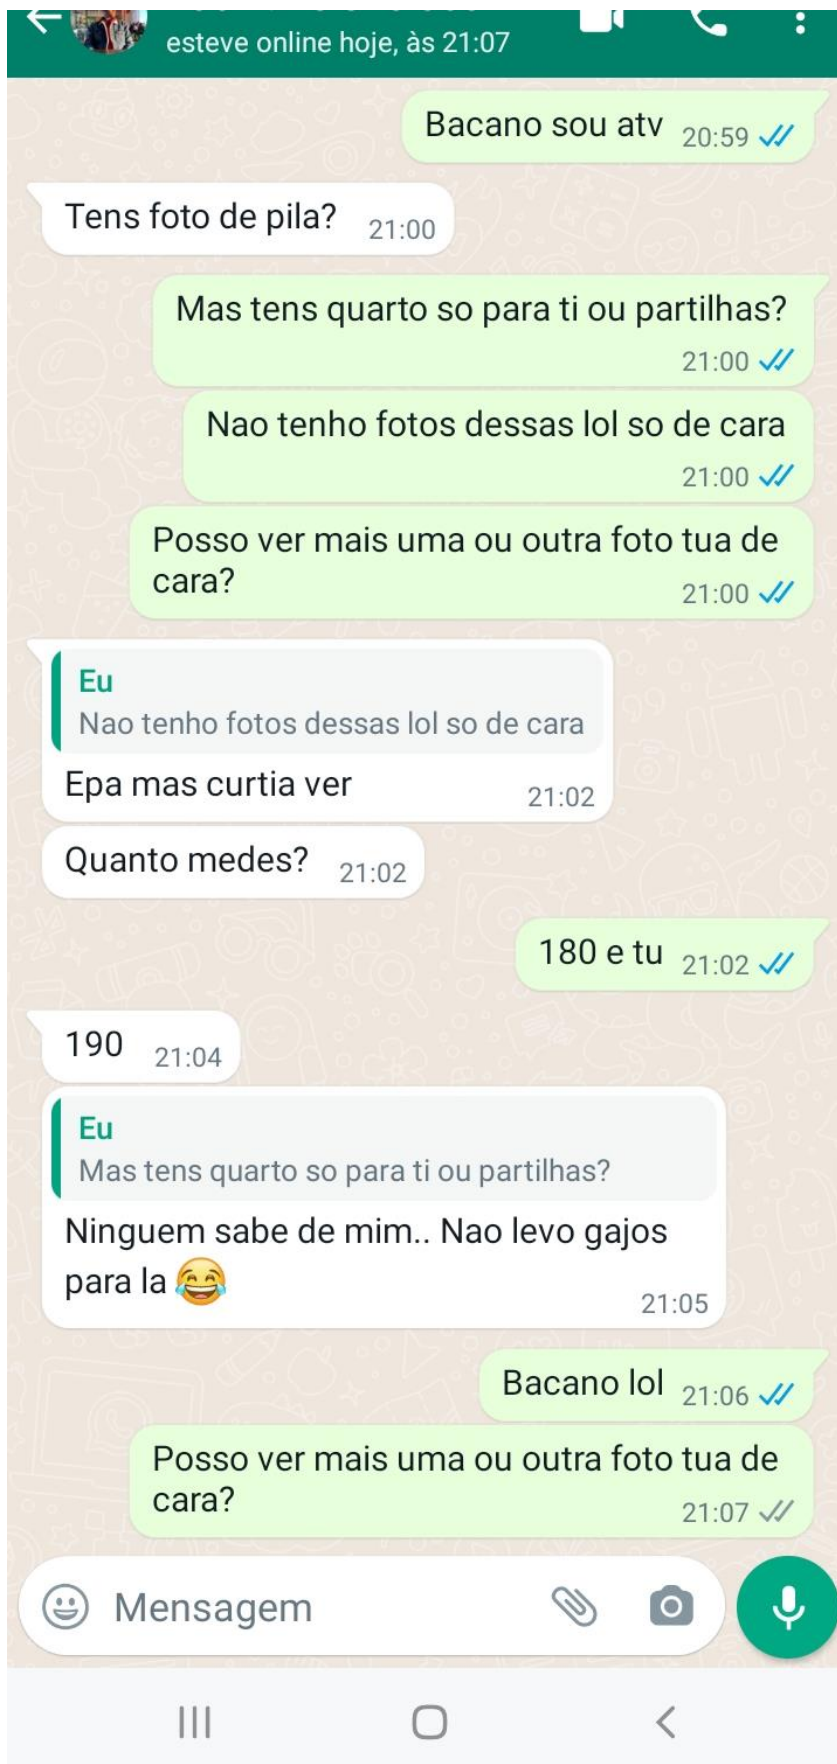 esteve online hoje, às 21:07
Bacano sou atv 20:59
Tens foto de pila? 21:00
Mas tens quarto so para ti ou partilhas?
21:00
Nao tenho fotos dessas lol so de cara
21:00
Posso ver mais uma ou outra foto tua de
cara? 21:00
Eu
Nao tenho fotos dessas lol so de cara
Epa mas curtia ver 21:02
Quanto medes? 21:02
180 e tu 21:02
190 21:04
Eu
Mas tens quarto so para ti ou partilhas?
Ninguem sabe de mim.. Nao levo gajos
para la 😂
21:05
Bacano lol 21:06
Posso ver mais uma ou outra foto tua de
cara? 21:07
Mensagem